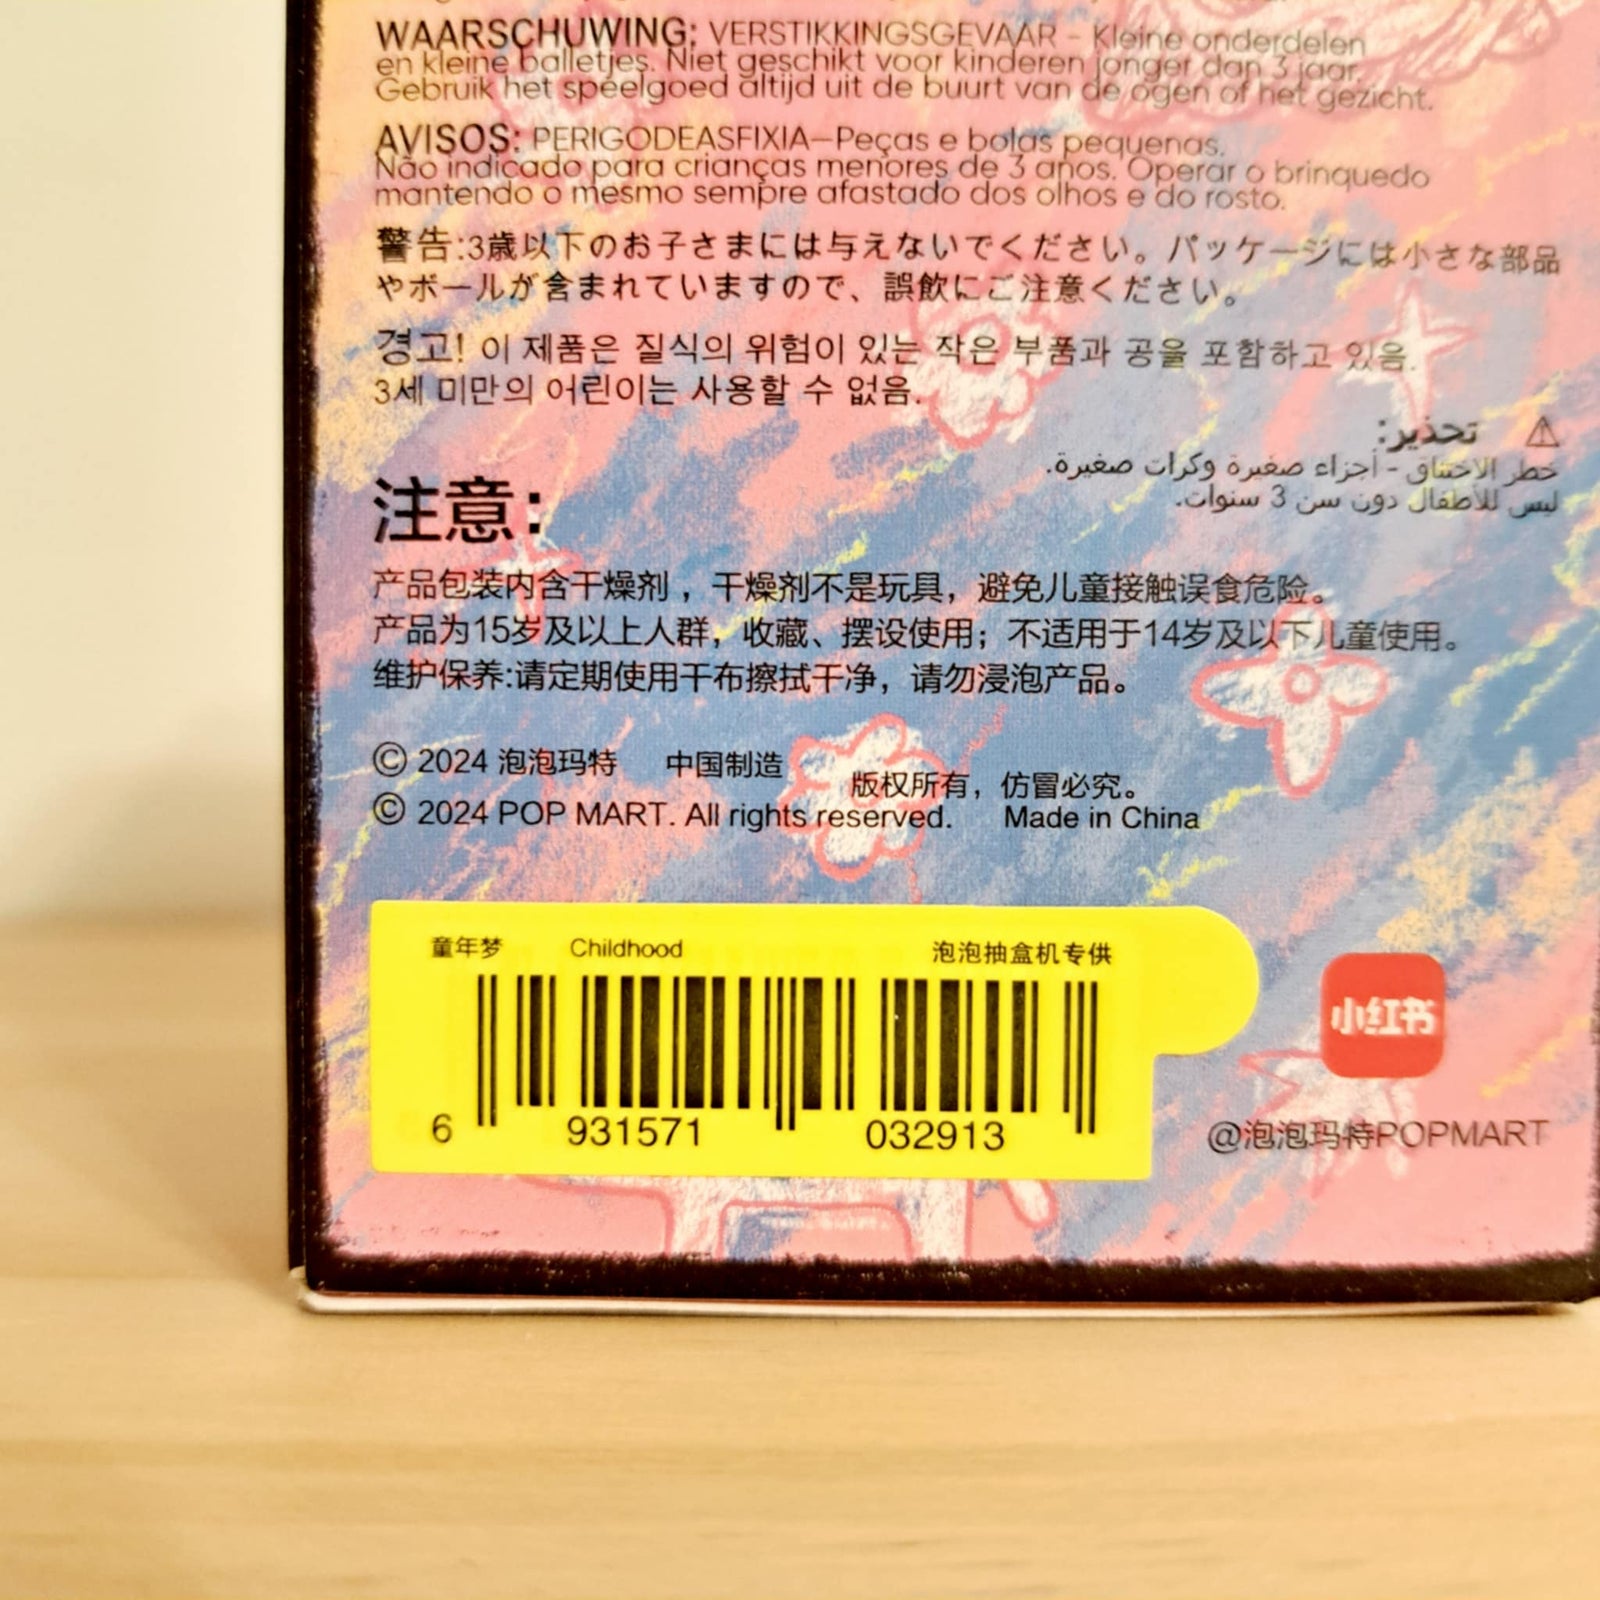 WAARSCHUWING: VERSTIKKINGSGEVAAR – Kleine onderdelen
en kleine balletjes. Niet geschikt voor kinderen jonger dan 3 jaar.
Gebruik het speelgoed altijd uit de buurt van de ogen of het gezicht.
AVISOS: PERIGODEASFIXIA—Peças e bolas pequenas.
Não indicado para crianças menores de 3 anos. Operar o brinquedo
mantendo o mesmo sempre afastado dos olhos e do rosto.
警告:3歳以下のお子さまには与えないでください。パッケージには小さな部品
やボールが含まれていますので、誤飲にご注意ください。
경고! 이 제품은 질식의 위험이 있는 작은 부품과 공을 포함하고 있음.
3세 미만의 어린이는 사용할 수 없음.
⚠ تحذير:
خطر الاختناق - أجزاء صغيرة وكرات صغيرة.
ليس للأطفال دون سن 3 سنوات.
注意：
产品包装内含干燥剂，干燥剂不是玩具，避免儿童接触误食危险。
产品为15岁及以上人群，收藏、摆设使用；不适用于14岁及以下儿童使用。
维护保养:请定期使用干布擦拭干净，请勿浸泡产品。
© 2024 泡泡玛特 中国制造
版权所有，仿冒必究。
© 2024 POP MART. All rights reserved. Made in China
童年梦 Childhood 泡泡抽盒机专供
6 931571 032913
小红书
@泡泡玛特POPMART